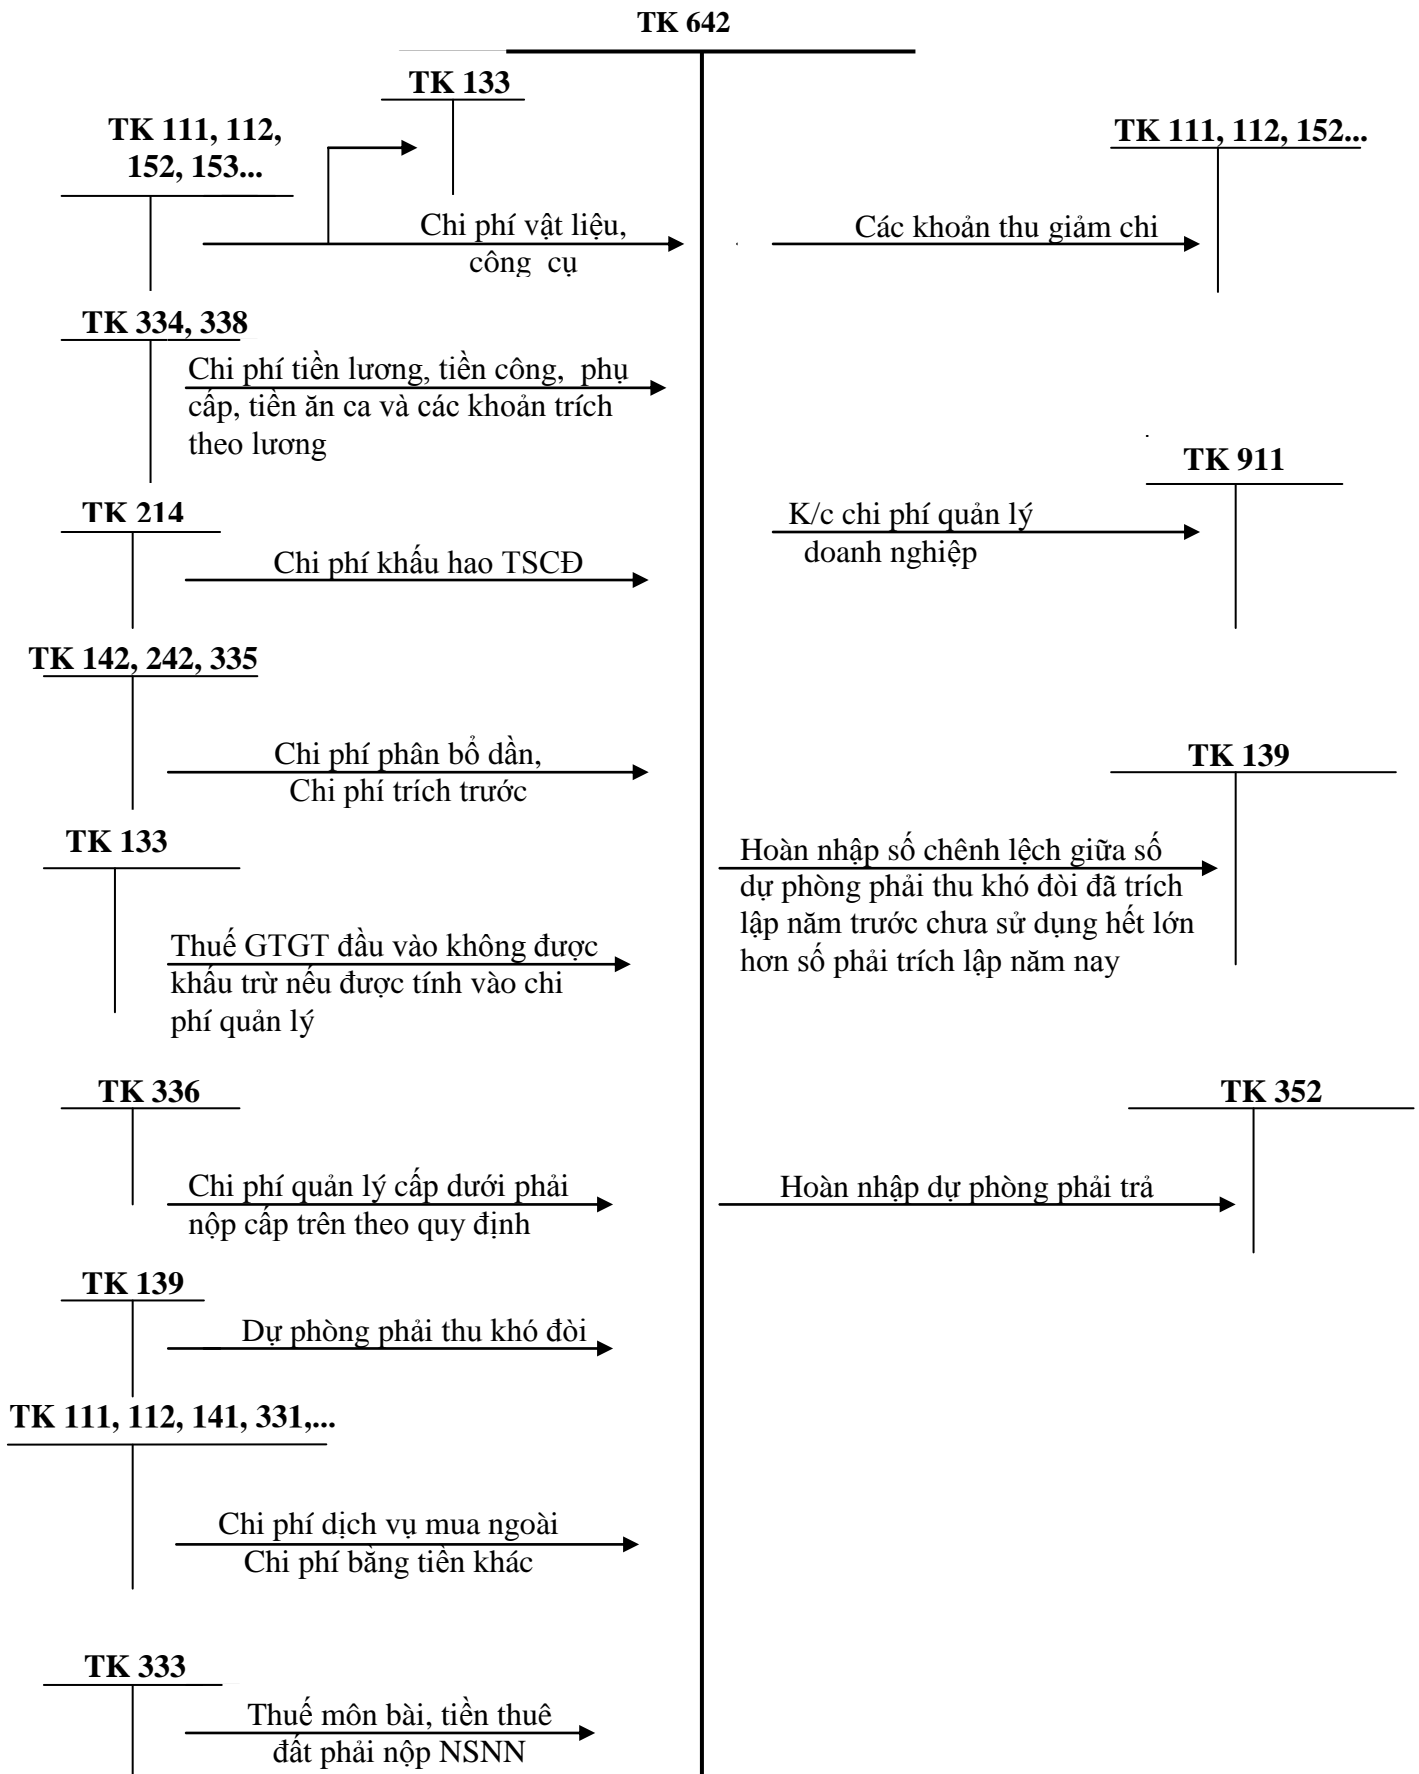 TK 642
TK 133
TK 111, 112,
152, 153...
TK 111, 112, 152...
Chi phí vật liệu,
công cụ
Các khoản thu giảm chi
TK 334, 338
Chi phí tiền lương, tiền công, phụ
cấp, tiền ăn ca và các khoản trích
theo lương
TK 911
TK 214
K/c chi phí quản lý
doanh nghiệp
Chi phí khấu hao TSCĐ
TK 142, 242, 335
Chi phí phân bổ dần,
Chi phí trích trước
TK 139
TK 133
Hoàn nhập số chênh lệch giữa số
dự phòng phải thu khó đòi đã trích
lập năm trước chưa sử dụng hết lớn
hơn số phải trích lập năm nay
Thuế GTGT đầu vào không được
khấu trừ nếu được tính vào chi
phí quản lý
TK 336
TK 352
Chi phí quản lý cấp dưới phải
nộp cấp trên theo quy định
Hoàn nhập dự phòng phải trả
TK 139
Dự phòng phải thu khó đòi
TK 111, 112, 141, 331,...
Chi phí dịch vụ mua ngoài
Chi phí bằng tiền khác
TK 333
Thuế môn bài, tiền thuê
đất phải nộp NSNN